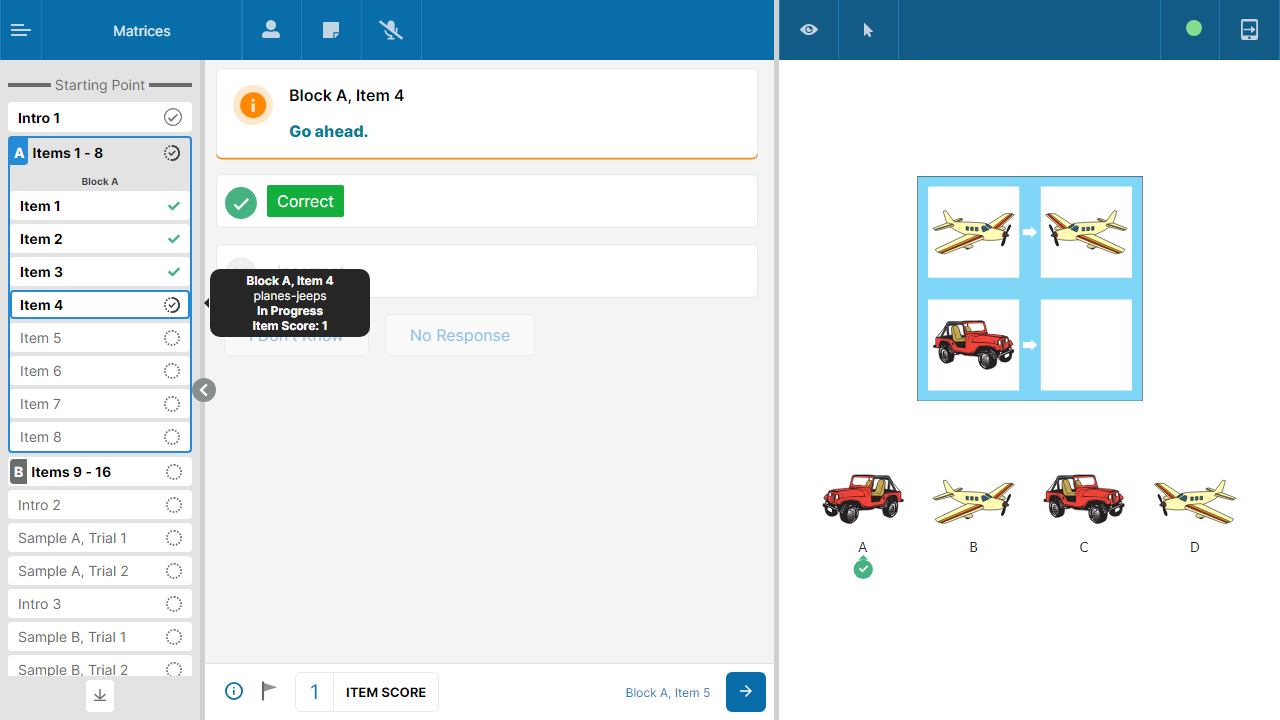 Matrices
Starting Point
Intro 1
A Items 1 - 8
Block A
Item 1
Item 2
Item 3
Item 4
Item 5
Item 6
Item 7
Item 8
B Items 9 - 16
Intro 2
Sample A, Trial 1
Sample A, Trial 2
Intro 3
Sample B, Trial 1
Sample B, Trial 2
Block A, Item 4
Go ahead.
Correct
Block A, Item 4
planes-jeeps
In Progress
Item Score: 1
I Don't Know
No Response
1 ITEM SCORE
Block A, Item 5
A B C D